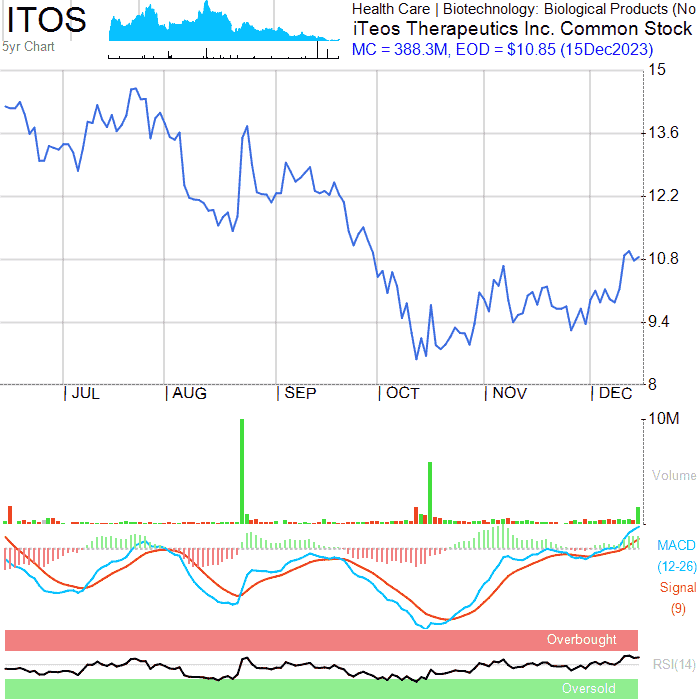 ITOS
5yr Chart
Health Care | Biotechnology: Biological Products (No
iTeos Therapeutics Inc. Common Stock
MC = 388.3M, EOD = $10.85 (15Dec2023)
15
13.6
12.2
10.8
9.4
8
JUL AUG SEP OCT NOV DEC
10M
Volume
MACD
(12-26)
Signal
(9)
Overbought
RSI(14)
Oversold